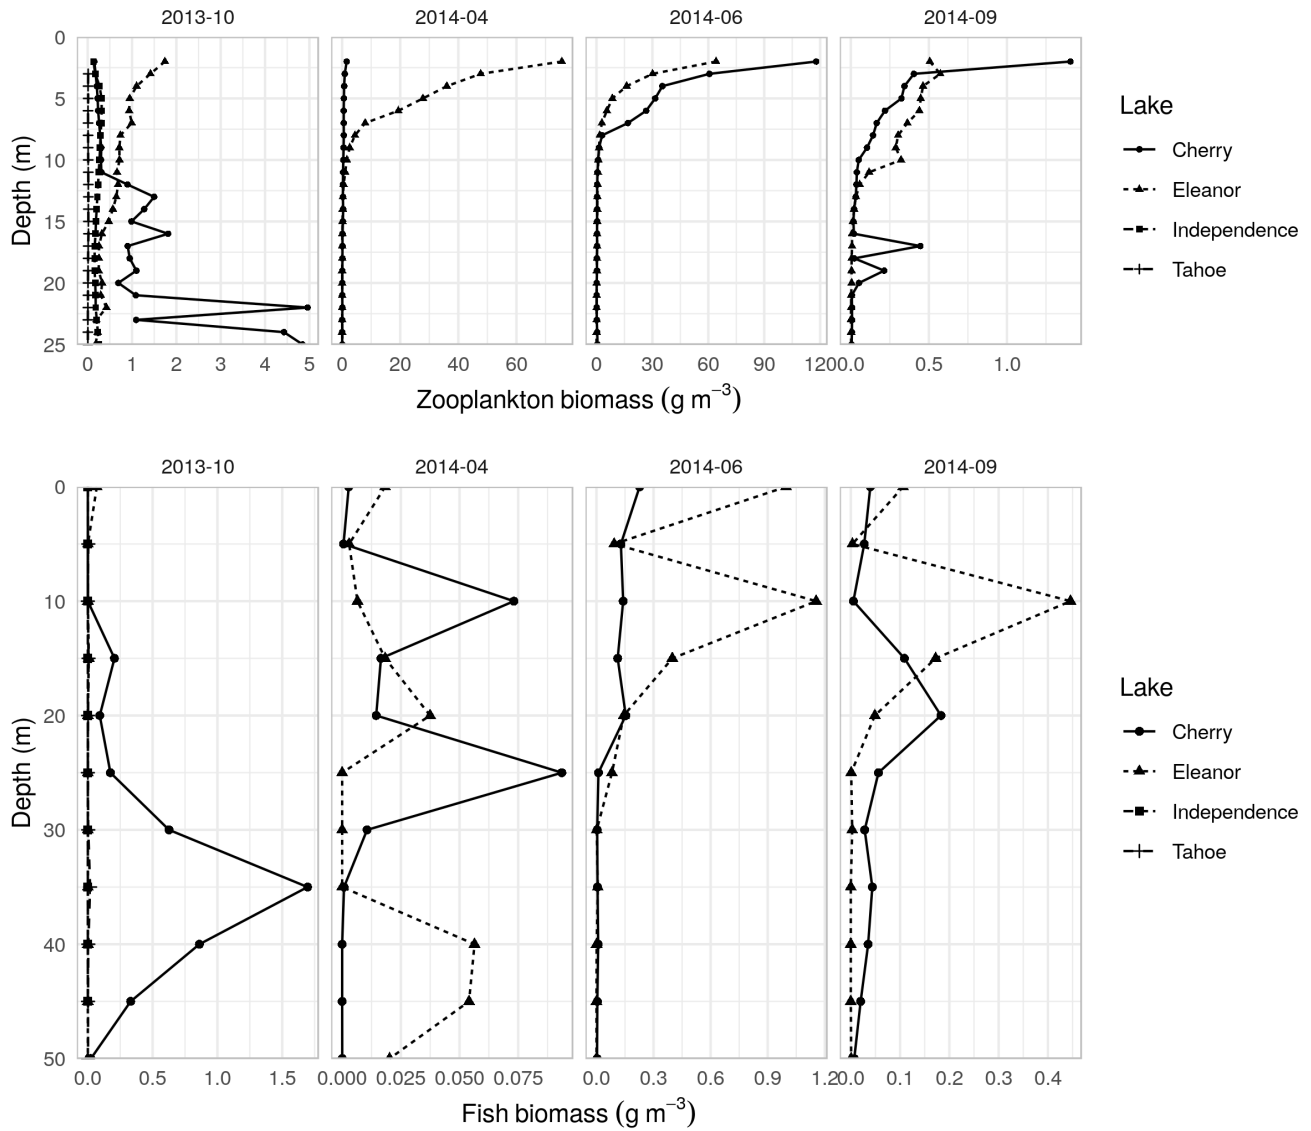 2013-10 2014-04 2014-06 2014-09
0
5
10
15
20
25
Depth (m)
0 1 2 3 4 5 0 20 40 60 0 30 60 90 120 0.0 0.5 1.0
Zooplankton biomass (g m⁻³)
Lake
Cherry
Eleanor
Independence
Tahoe
2013-10 2014-04 2014-06 2014-09
0
10
20
30
40
50
Depth (m)
0.0 0.5 1.0 1.5 0.000 0.025 0.050 0.075 0.0 0.3 0.6 0.9 1.2 0.0 0.1 0.2 0.3 0.4
Fish biomass (g m⁻³)
Lake
Cherry
Eleanor
Independence
Tahoe